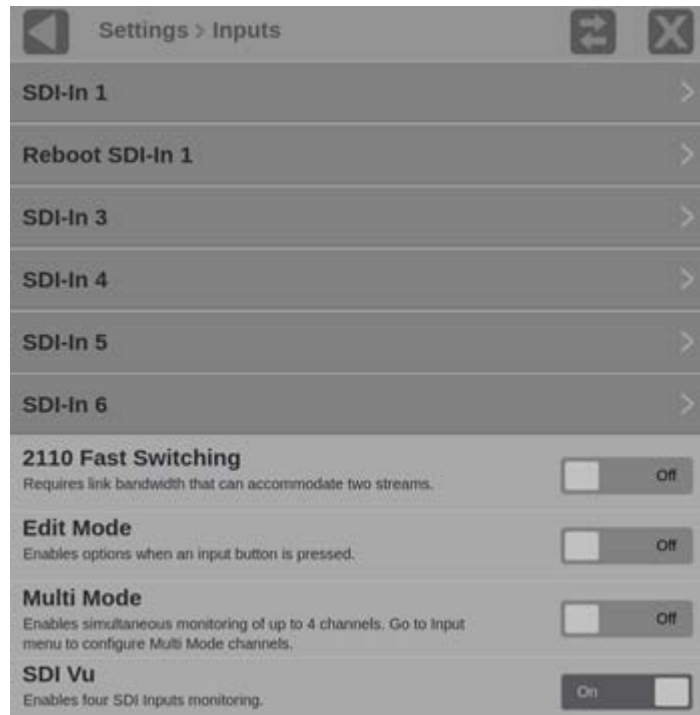 Settings > Inputs
SDI-In 1
Reboot SDI-In 1
SDI-In 3
SDI-In 4
SDI-In 5
SDI-In 6
2110 Fast Switching
Requires link bandwidth that can accommodate two streams.
Off
Edit Mode
Enables options when an input button is pressed.
Off
Multi Mode
Enables simultaneous monitoring of up to 4 channels. Go to Input
menu to configure Multi Mode channels.
Off
SDI Vu
Enables four SDI Inputs monitoring.
On